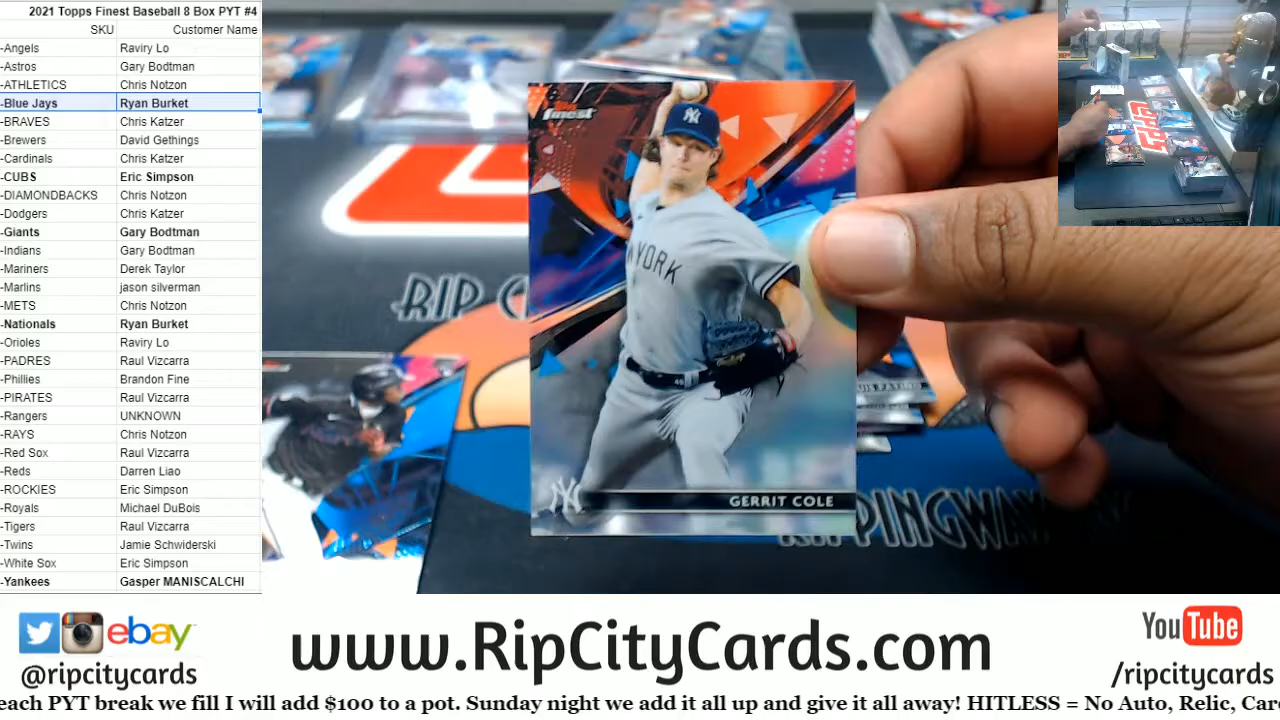 2021 Topps Finest Baseball 8 Box PYT #4
SKU Customer Name
-Angels Raviry Lo
-Astros Gary Bodtman
-ATHLETICS Chris Notzon
-Blue Jays Ryan Burket
-BRAVES Chris Katzer
-Brewers David Gethings
-Cardinals Chris Katzer
-CUBS Eric Simpson
-DIAMONDBACKS Chris Notzon
-Dodgers Chris Katzer
-Giants Gary Bodtman
-Indians Gary Bodtman
-Mariners Derek Taylor
-Marlins jason silverman
-METS Chris Notzon
-Nationals Ryan Burket
-Orioles Raviry Lo
-PADRES Raul Vizcarra
-Phillies Brandon Fine
-PIRATES Raul Vizcarra
-Rangers UNKNOWN
-RAYS Chris Notzon
-Red Sox Raul Vizcarra
-Reds Darren Liao
-ROCKIES Eric Simpson
-Royals Michael DuBois
-Tigers Raul Vizcarra
-Twins Jamie Schwiderski
-White Sox Eric Simpson
-Yankees Gasper MANISCALCHI
Topps
finest
NY
YORK
NY
GERRIT COLE
RIP C
PPINGWA
ebay
@ripcitycards
www.RipCityCards.com
YouTube
/ripcitycards
each PYT break we fill I will add $100 to a pot. Sunday night we add it all up and give it all away! HITLESS = No Auto, Relic, Car